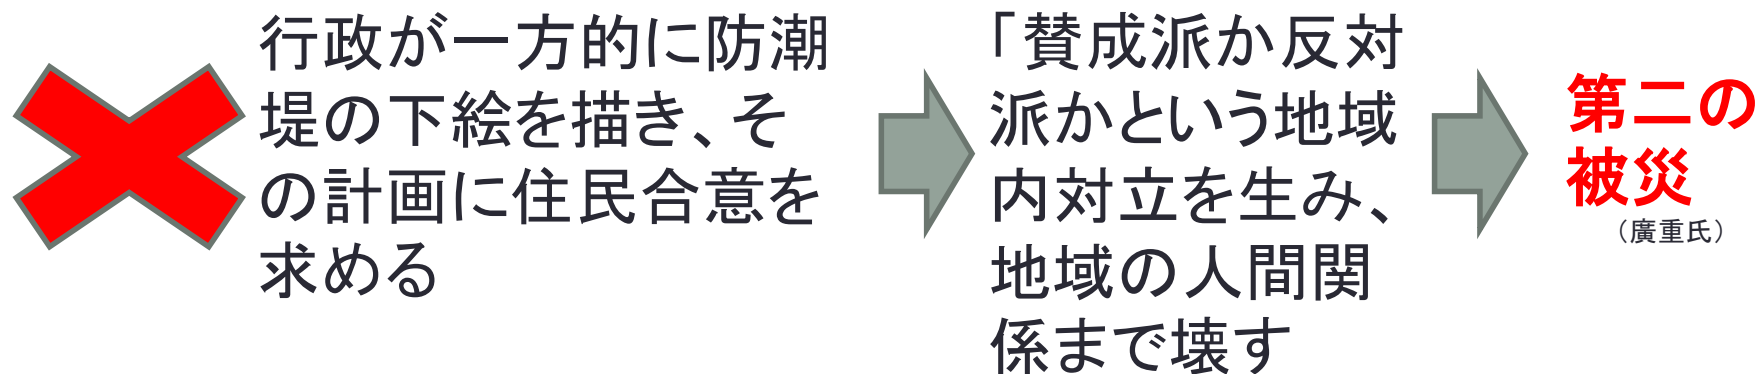 行政が一方的に防潮
堤の下絵を描き、そ
の計画に住民合意を
求める
「賛成派か反対
派かという地域
内対立を生み、
地域の人間関
係まで壊す
第二の
被災
（廣重氏）